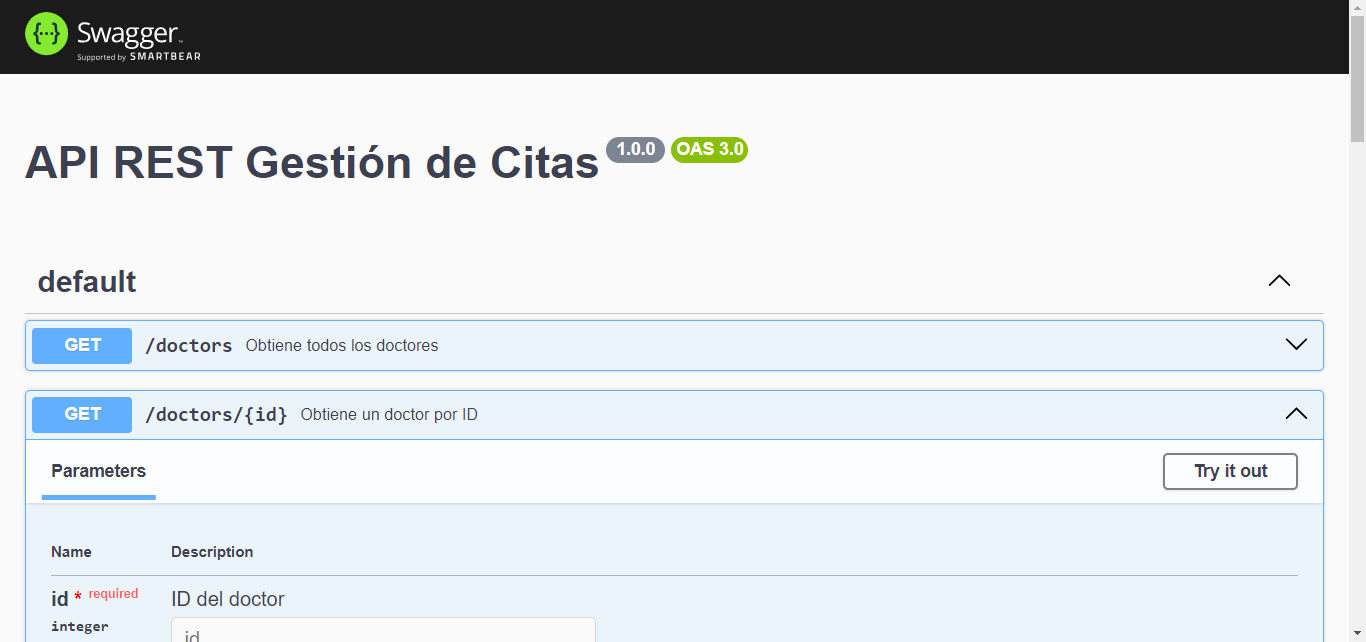 {···} Swagger™
Supported by SMARTBEAR
API REST Gestión de Citas 1.0.0 OAS 3.0
default
GET /doctors Obtiene todos los doctores
GET /doctors/{id} Obtiene un doctor por ID
Parameters Try it out
Name Description
id * required ID del doctor
integer
id